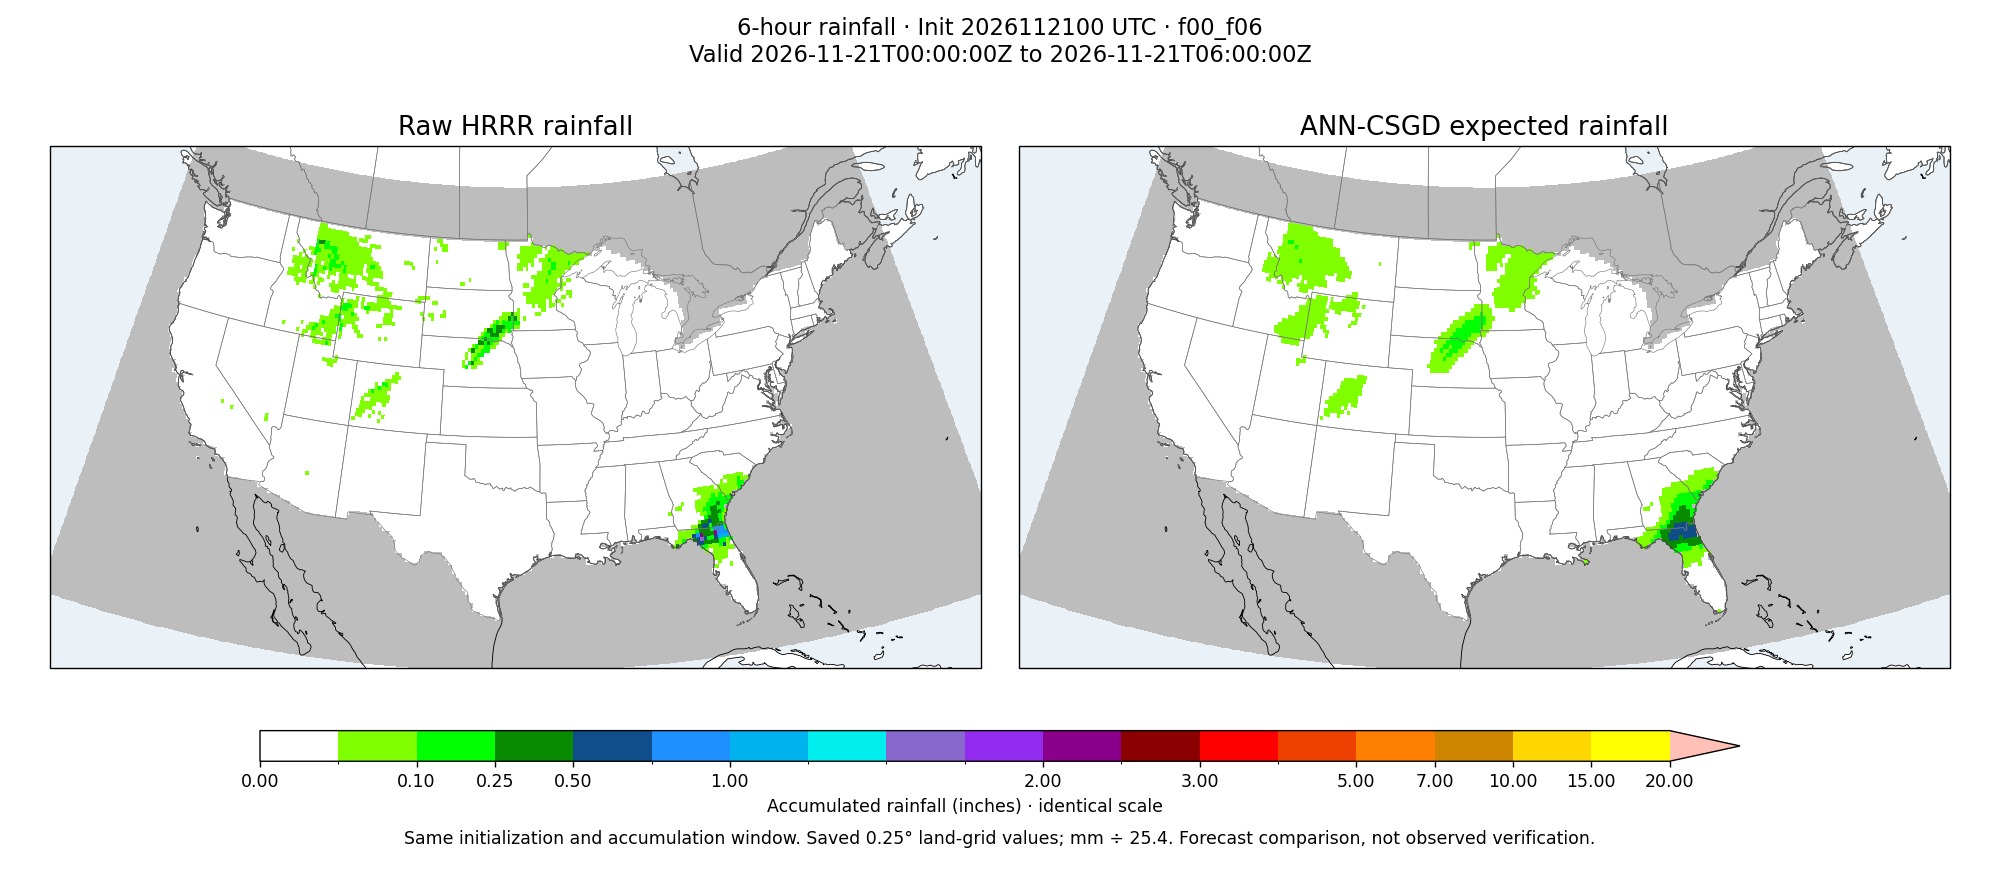 6-hour rainfall · Init 2026112100 UTC · f00_f06
Valid 2026-11-21T00:00:00Z to 2026-11-21T06:00:00Z
Raw HRRR rainfall
ANN-CSGD expected rainfall
0.00 0.10 0.25 0.50 1.00 2.00 3.00 5.00 7.00 10.00 15.00 20.00
Accumulated rainfall (inches) · identical scale
Same initialization and accumulation window. Saved 0.25° land-grid values; mm ÷ 25.4. Forecast comparison, not observed verification.